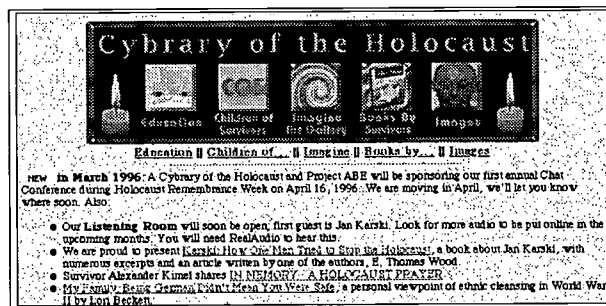 Cybrary of the Holocaust
Education Children of Survivors Imagine Art Gallery Books By Survivors Images
Education || Children of... || Imagine || Books by... || Images
NEW in March 1996: A Cybrary of the Holocaust and Project ABE will be sponsoring our first annual Chat
Conference during Holocaust Remembrance Week on April 16, 1996. We are moving in April, we'll let you know
where soon. Also:
Our Listening Room will soon be open, first guest is Jan Karski. Look for more audio to be put online in the
upcoming months. You will need RealAudio to hear this.
We are proud to present Karski: How One Man Tried to Stop the Holocaust, a book about Jan Karski, with
numerous excerpts and an article written by one of the authors, E. Thomas Wood.
Survivor Alexander Kimel shares IN MEMORY - A HOLOCAUST PRAYER
My Family: Being German Didn't Mean You Were Safe, a personal viewpoint of ethnic cleansing in World War
II by Lori Beckett.